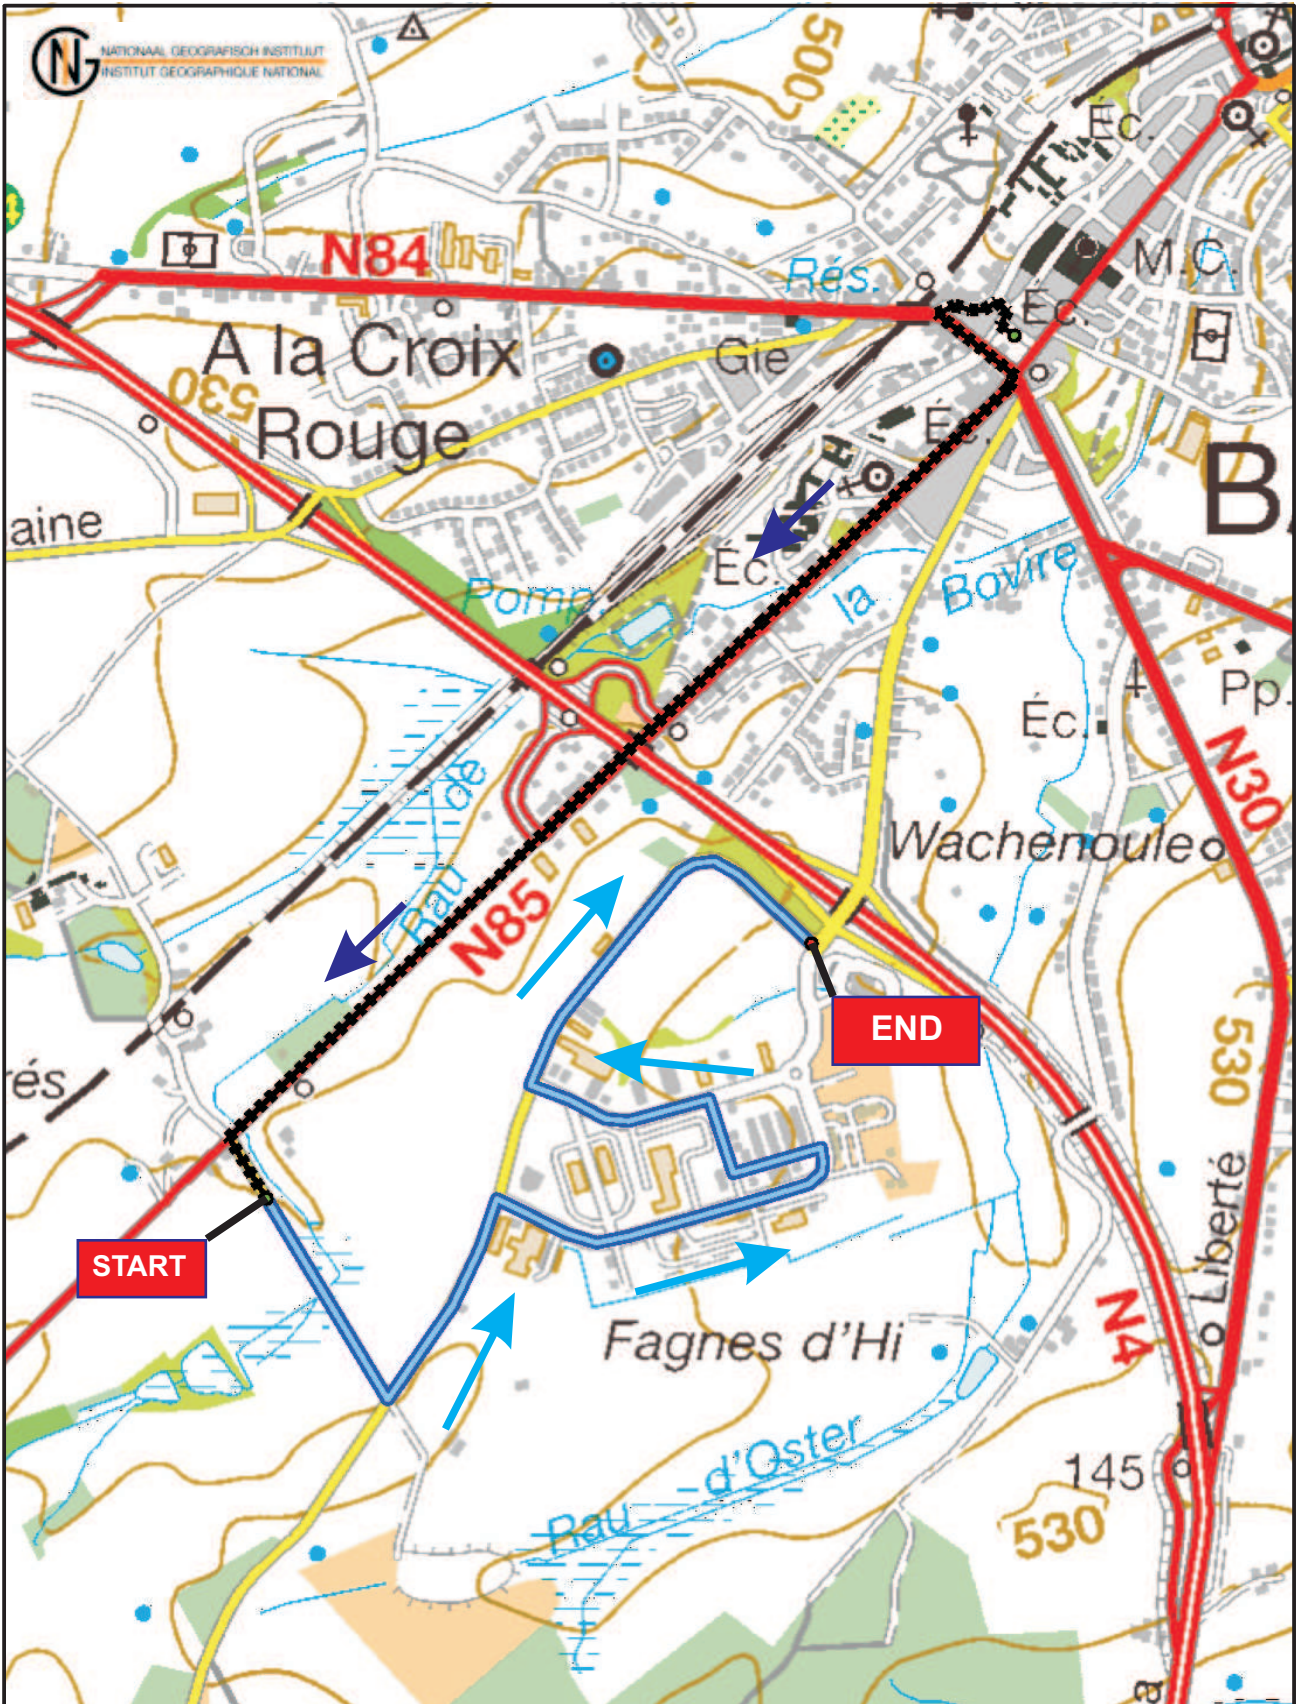 NATIONAAL GEOGRAFISCH INSTITUUT
INSTITUT GEOGRAPHIQUE NATIONAL
500
Éc.
N84
Rés.
M.C.
Éc.
A la Croix
Rouge
530
Gie
Éc.
B
aine
Éc.
Pomp.
la
Bovire
Pp.
Éc.
N30
Rau de
N85
Wachenoule
END
530
rés
START
Liberté
N4
Fagnes d'Hi
Rau d'Oster
145
530
a